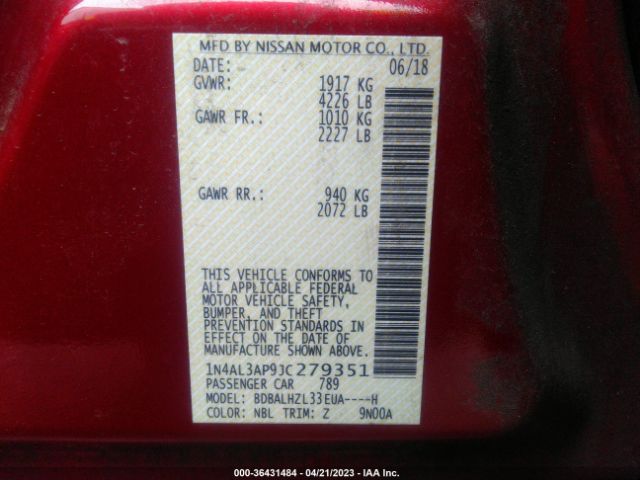 MFD BY NISSAN MOTOR CO., LTD.
DATE: 06/18
GVWR: 1917 KG
4226 LB
GAWR FR.: 1010 KG
2227 LB
GAWR RR.: 940 KG
2072 LB
THIS VEHICLE CONFORMS TO
ALL APPLICABLE FEDERAL
MOTOR VEHICLE SAFETY,
BUMPER, AND THEFT
PREVENTION STANDARDS IN
EFFECT ON THE DATE OF
MANUFACTURE SHOWN ABOVE.
1N4AL3AP9JC279351
PASSENGER CAR 789
MODEL: BDBALHZL33EUA----H
COLOR: NBL TRIM: Z 9N00A
000-36431484 - 04/21/2023 - IAA Inc.